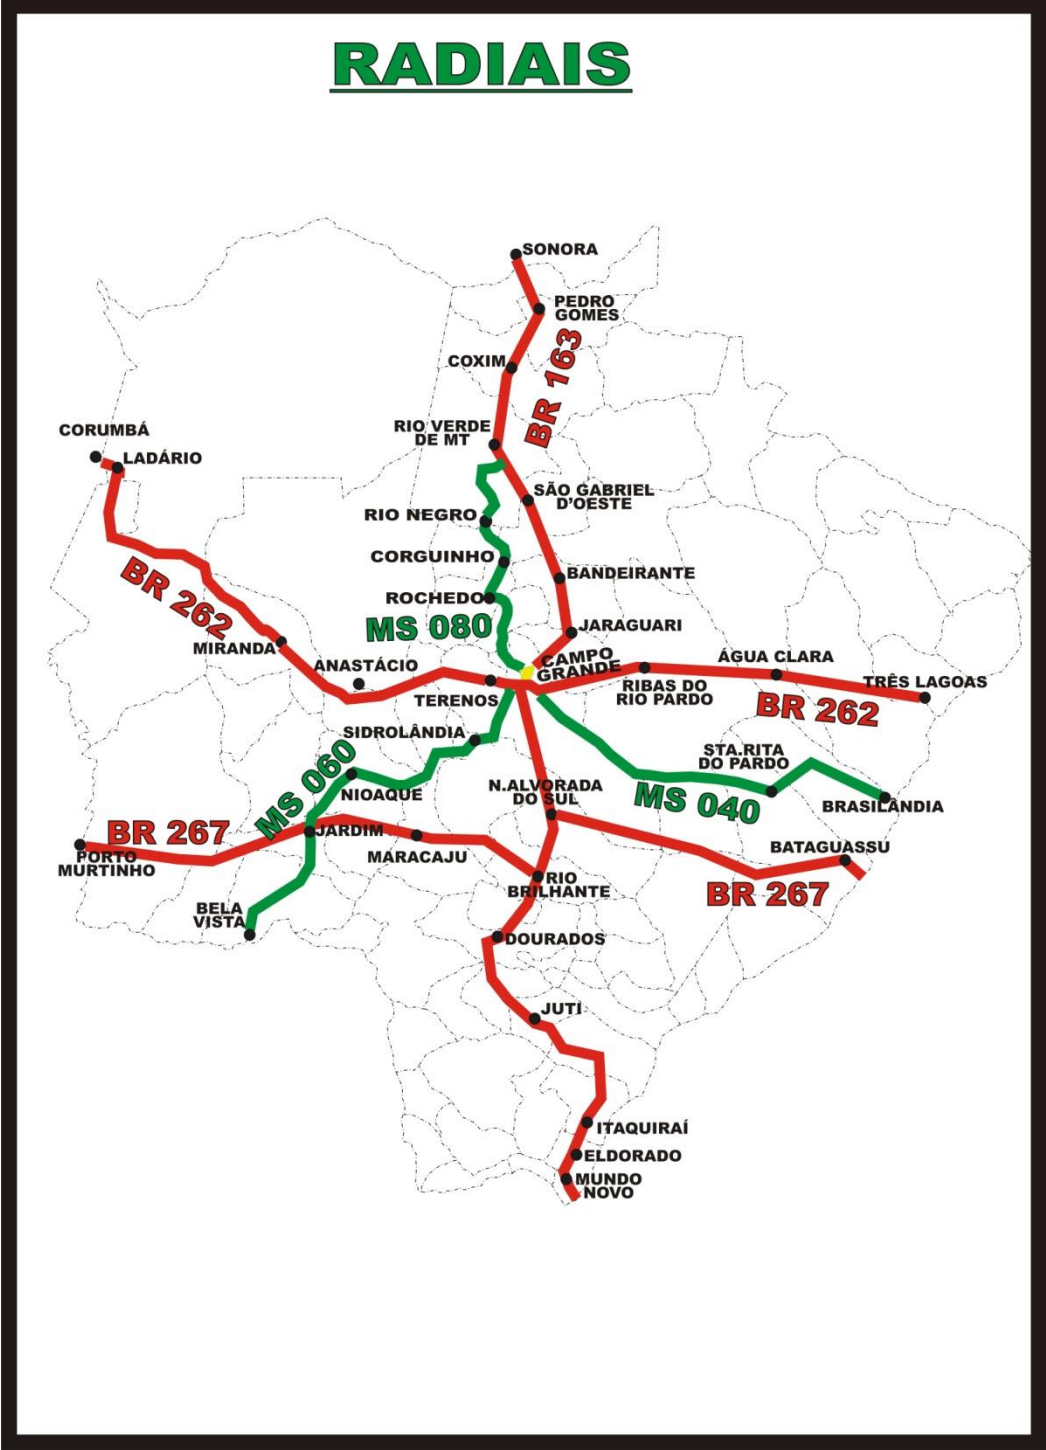 RADIAIS
SONORA
PEDRO
GOMES
BR 163
COXIM
RIO VERDE
DE MT
CORUMBÁ
LADÁRIO
SÃO GABRIEL
D'OESTE
RIO NEGRO
CORGUINHO
BANDEIRANTE
ROCHEDO
BR 262
MS 080
JARAGUARI
MIRANDA
ANASTÁCIO
CAMPO
GRANDE
ÁGUA CLARA
TERENOS
RIBAS DO
RIO PARDO
TRÊS LAGOAS
BR 262
SIDROLÂNDIA
STA.RITA
DO PARDO
MS 060
NIOAQUE
N.ALVORADA
DO SUL
MS 040
BRASILÂNDIA
BR 267
JARDIM
MARACAJU
BATAGUASSU
PORTO
MURTINHO
RIO
BRILHANTE
BR 267
BELA
VISTA
DOURADOS
JUTI
ITAQUIRAÍ
ELDORADO
MUNDO
NOVO